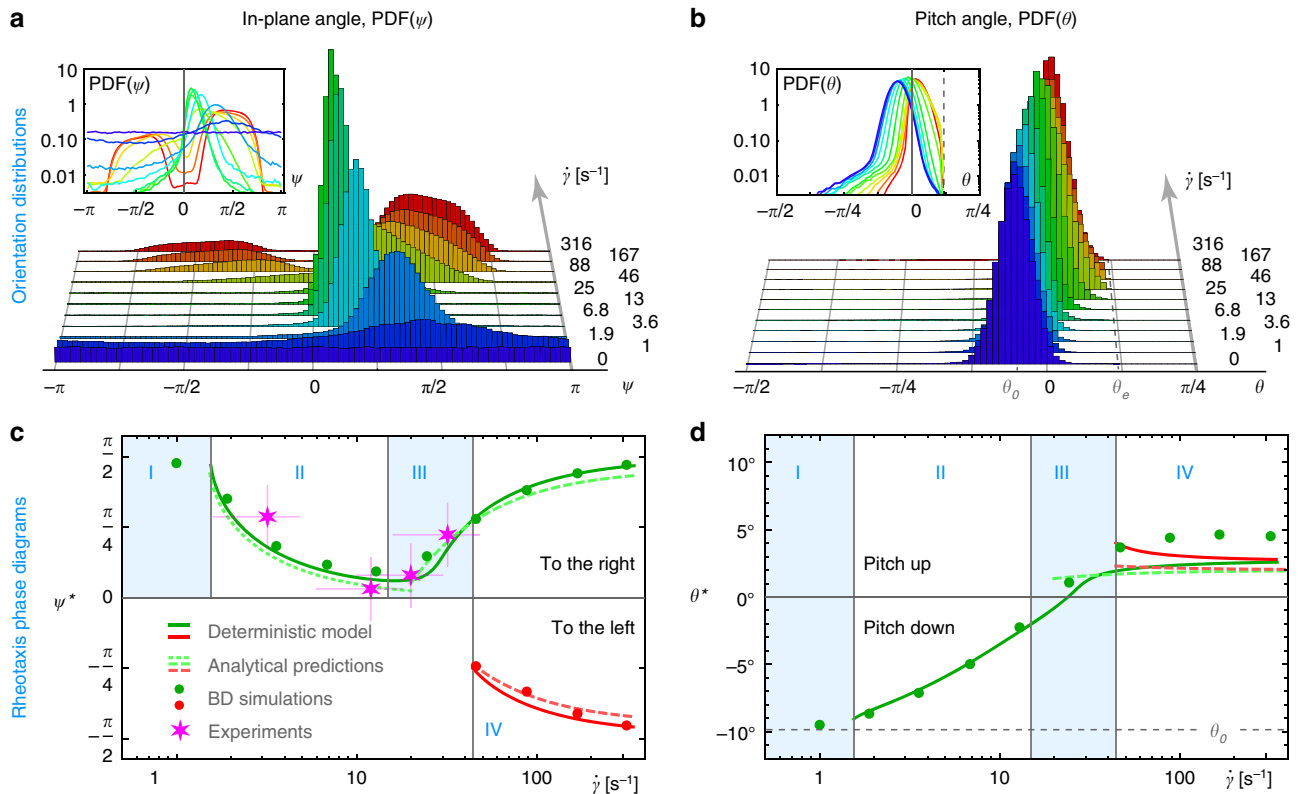 a
In-plane angle, PDF(ψ)
b
Pitch angle, PDF(θ)
Orientation distributions
10
1
0.10
0.01
PDF(ψ)
ψ
−π
−π/2
0
π/2
π
γ̇ [s⁻¹]
316
167
88
46
25
13
6.8
3.6
1.9
1
0
−π
−π/2
0
π/2
π
ψ
10
1
0.10
0.01
PDF(θ)
θ
−π/2
−π/4
0
π/4
γ̇ [s⁻¹]
316
167
88
46
25
13
6.8
3.6
1.9
1
0
−π/2
−π/4
θ₀
0
θₑ
π/4
θ
Rheotaxis phase diagrams
c
π/2
π/4
0
−π/4
−π/2
ψ*
I
II
III
IV
To the right
To the left
Deterministic model
Analytical predictions
BD simulations
Experiments
1
10
100
γ̇ [s⁻¹]
d
10°
5°
0°
−5°
−10°
θ*
I
II
III
IV
Pitch up
Pitch down
θ₀
1
10
100
γ̇ [s⁻¹]